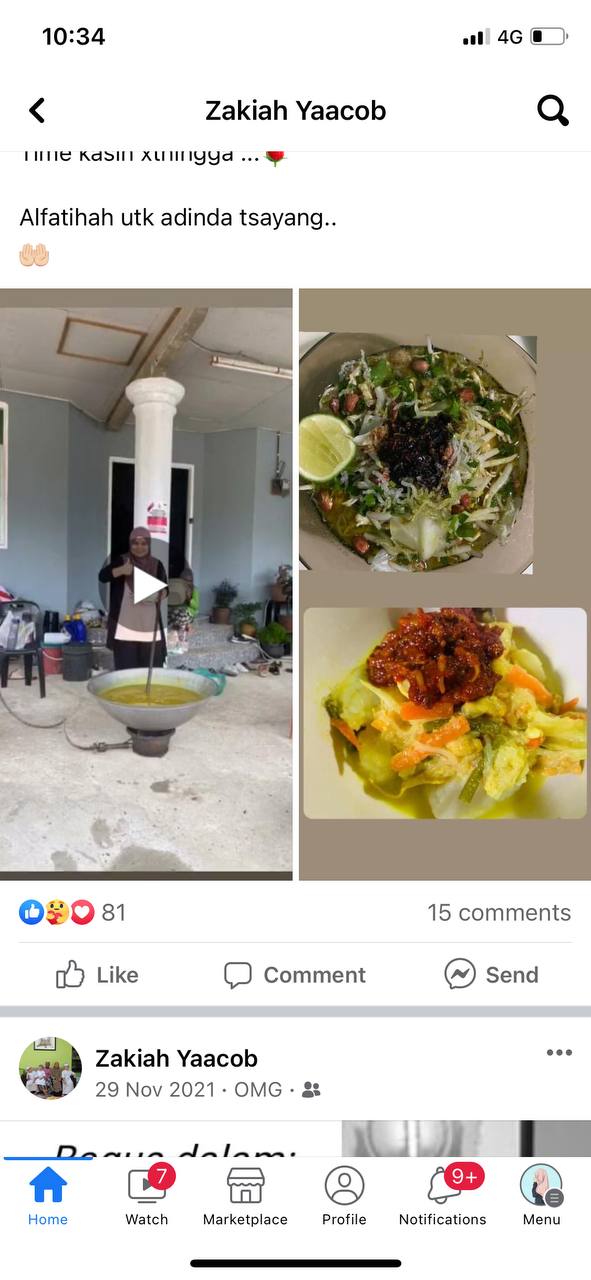 10:34
4G
Zakiah Yaacob
Time kasih xthingga ...🌹
Alfatihah utk adinda tsayang..
🤲🏻
81
15 comments
Like
Comment
Send
Zakiah Yaacob
29 Nov 2021 · OMG ·
dalam:
7
9+
Home
Watch
Marketplace
Profile
Notifications
Menu